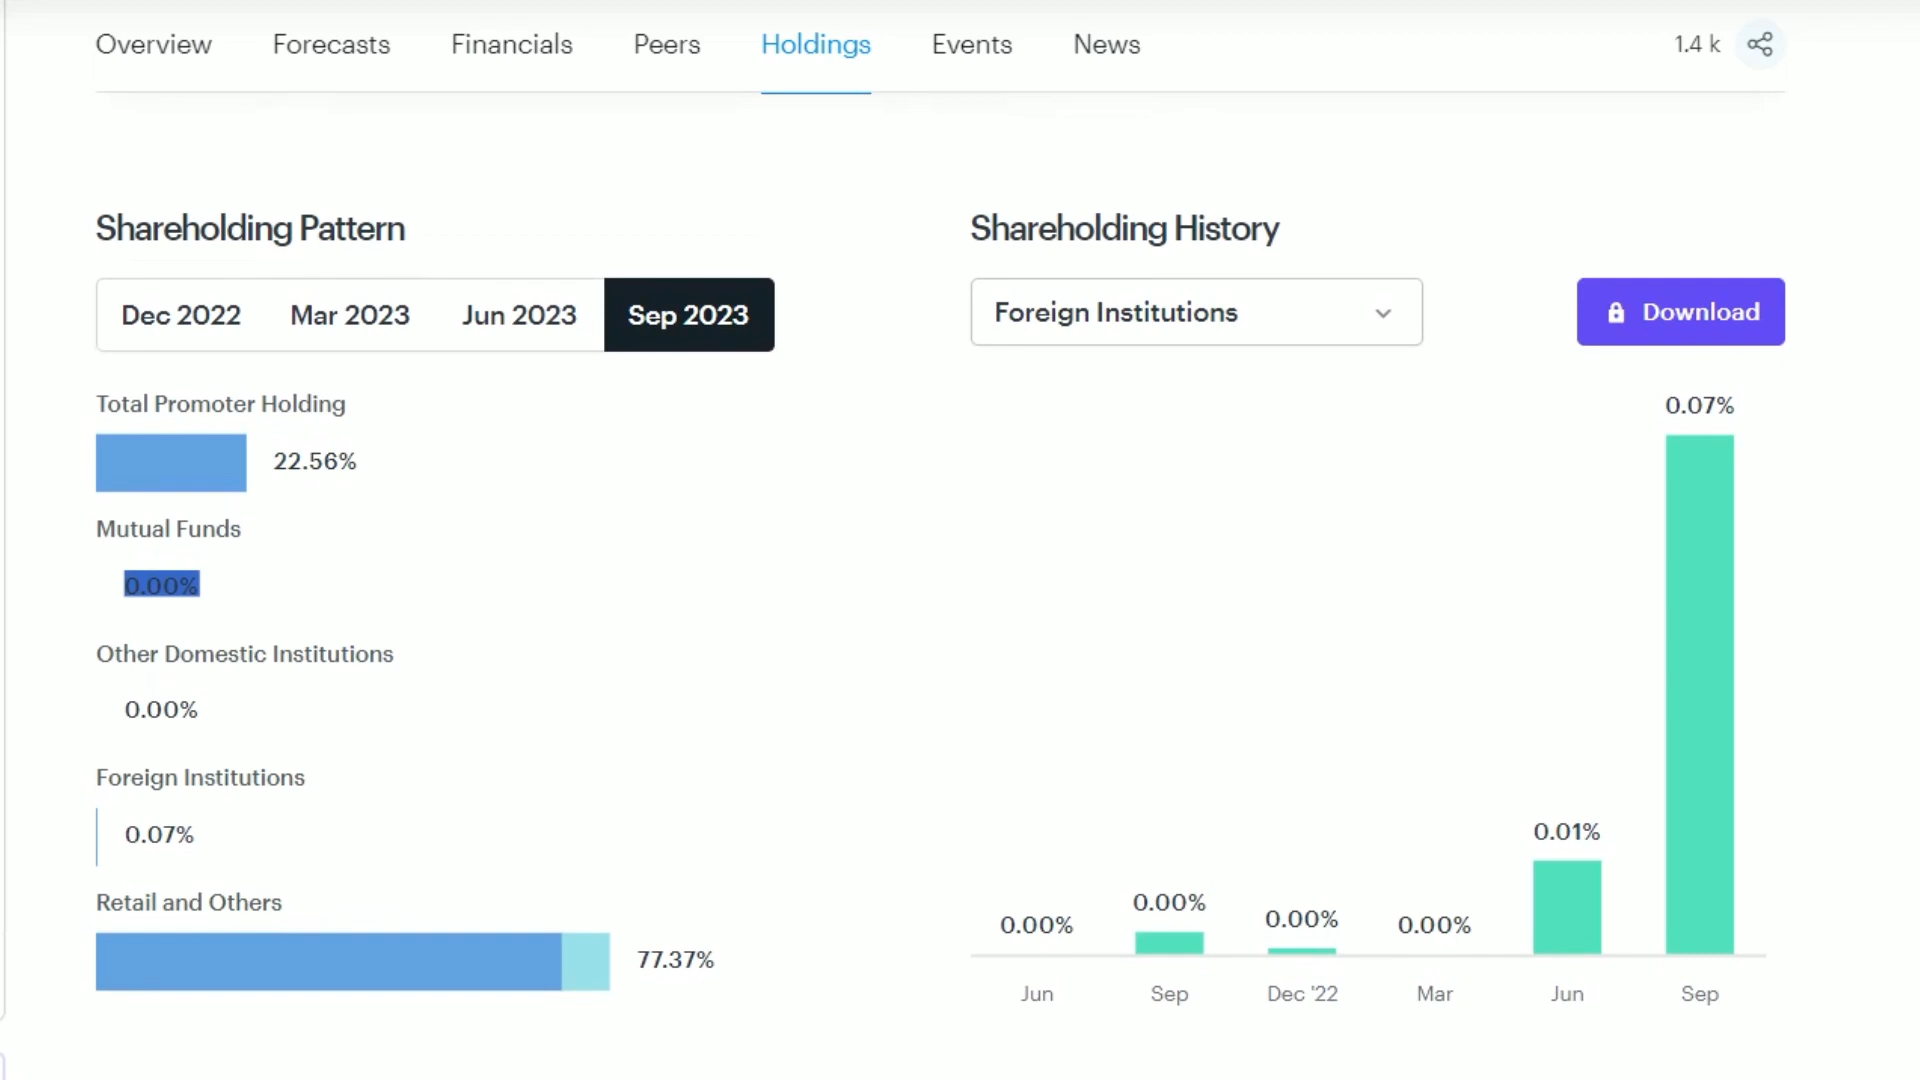 Overview Forecasts Financials Peers Holdings Events News 1.4 k
Shareholding Pattern
Dec 2022 Mar 2023 Jun 2023 Sep 2023
Total Promoter Holding
22.56%
Mutual Funds
0.00%
Other Domestic Institutions
0.00%
Foreign Institutions
0.07%
Retail and Others
77.37%
Shareholding History
Foreign Institutions Download
0.00% 0.00% 0.00% 0.00% 0.01% 0.07%
Jun Sep Dec '22 Mar Jun Sep